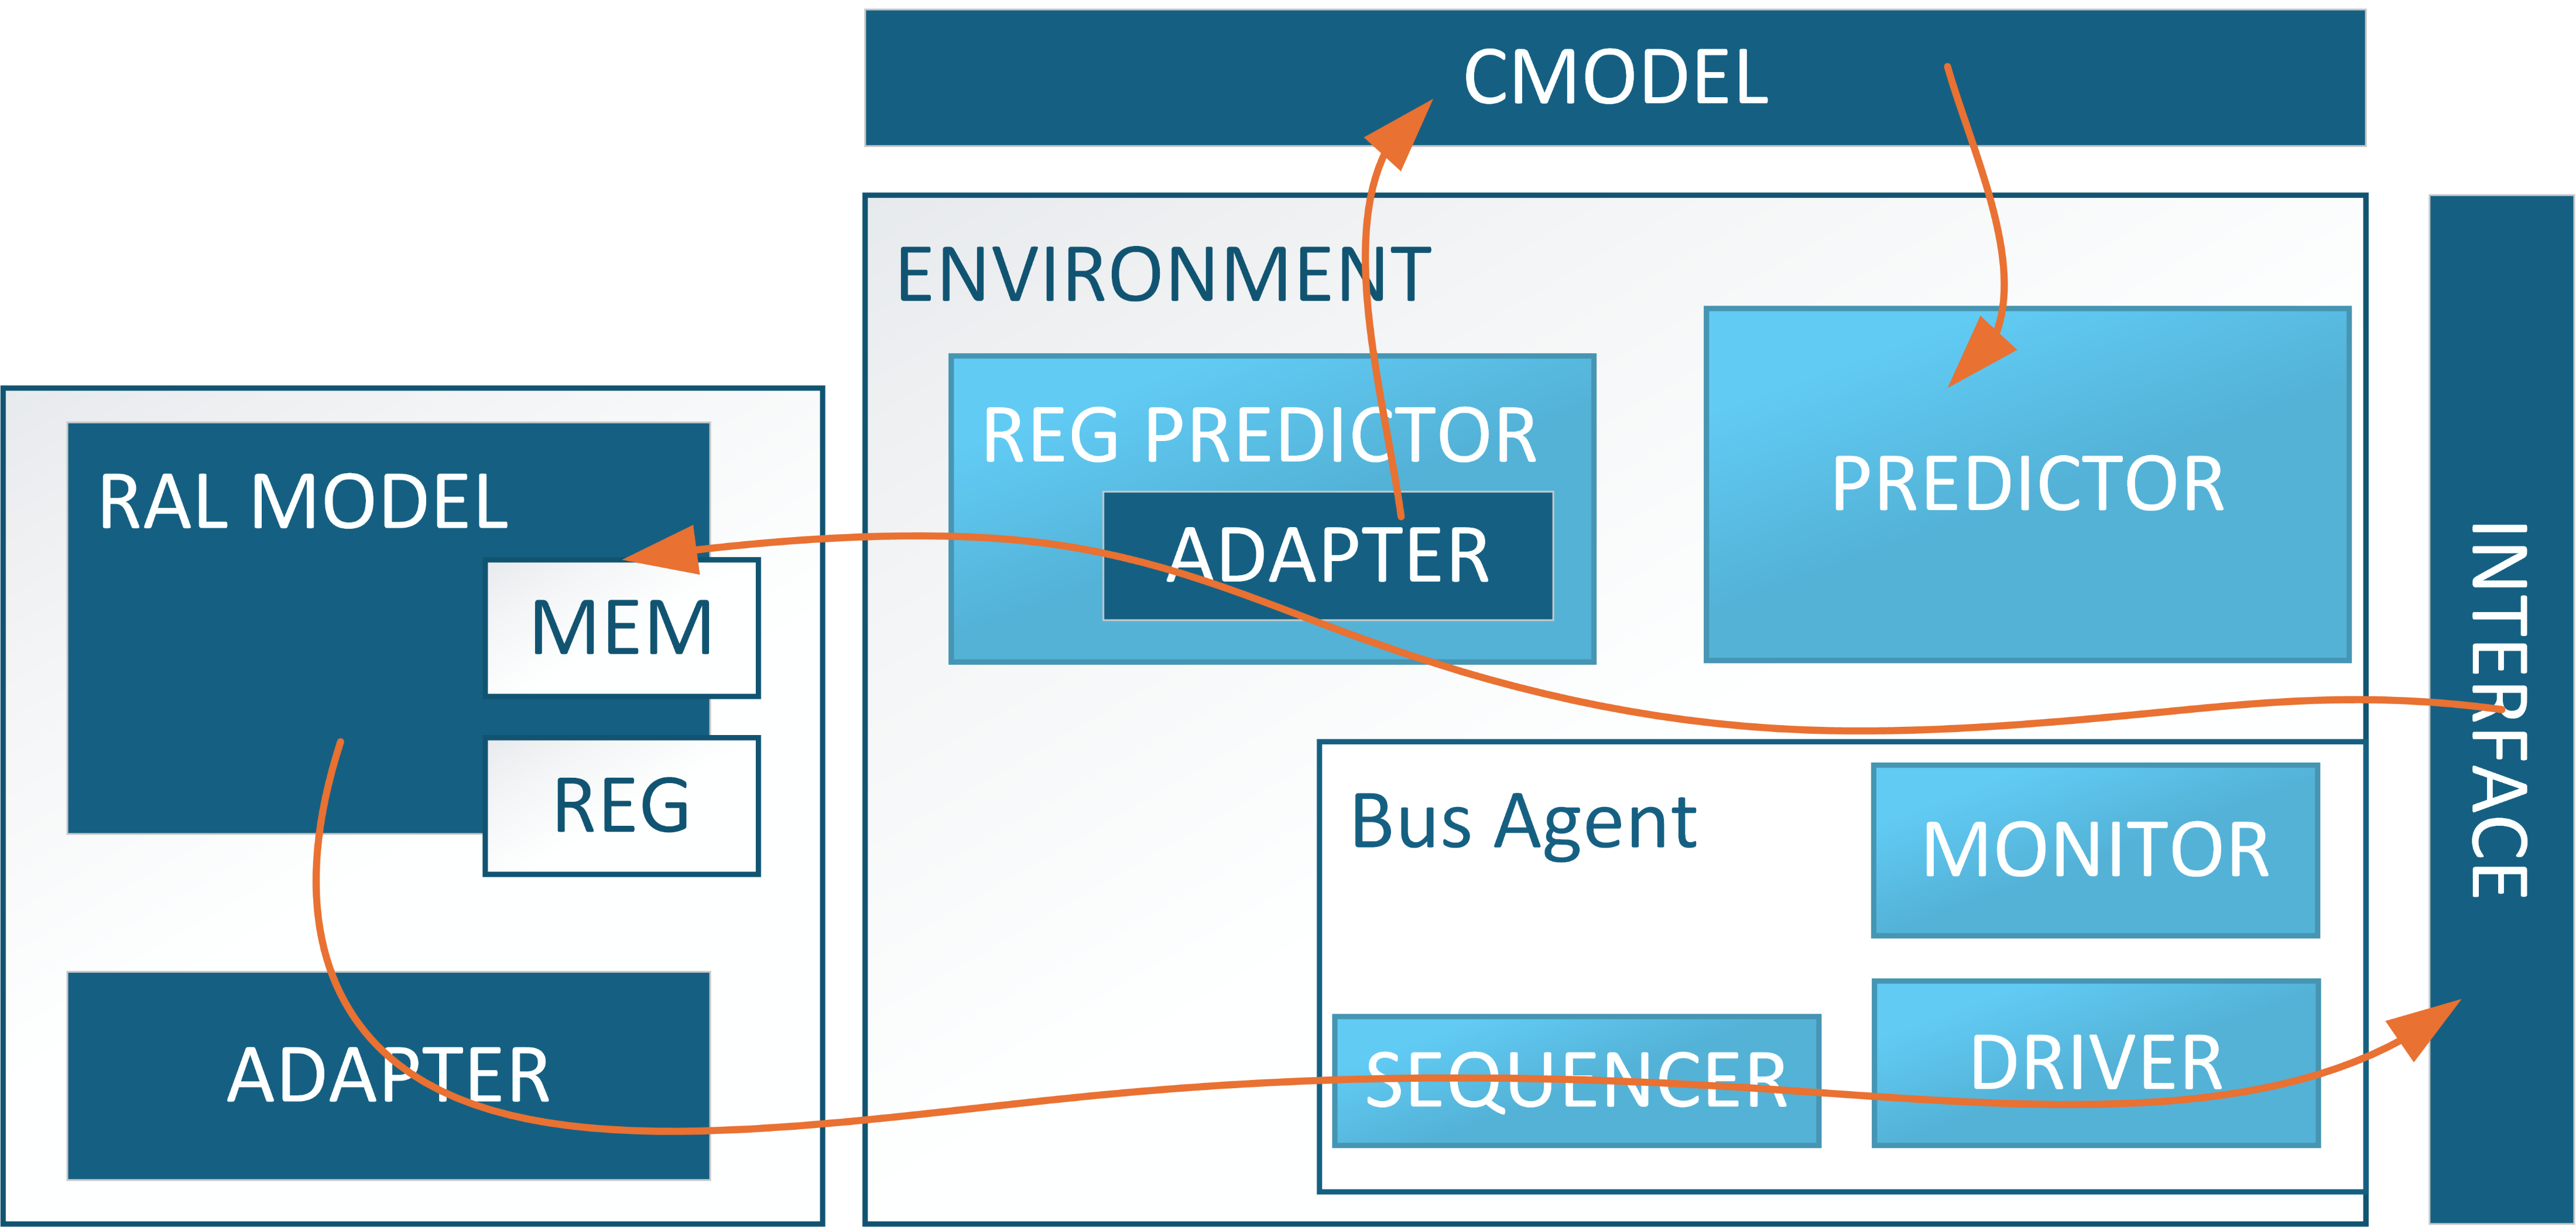 CMODEL
ENVIRONMENT
REG PREDICTOR
ADAPTER
PREDICTOR
INTERFACE
RAL MODEL
MEM
REG
ADAPTER
Bus Agent
MONITOR
SEQUENCER
DRIVER